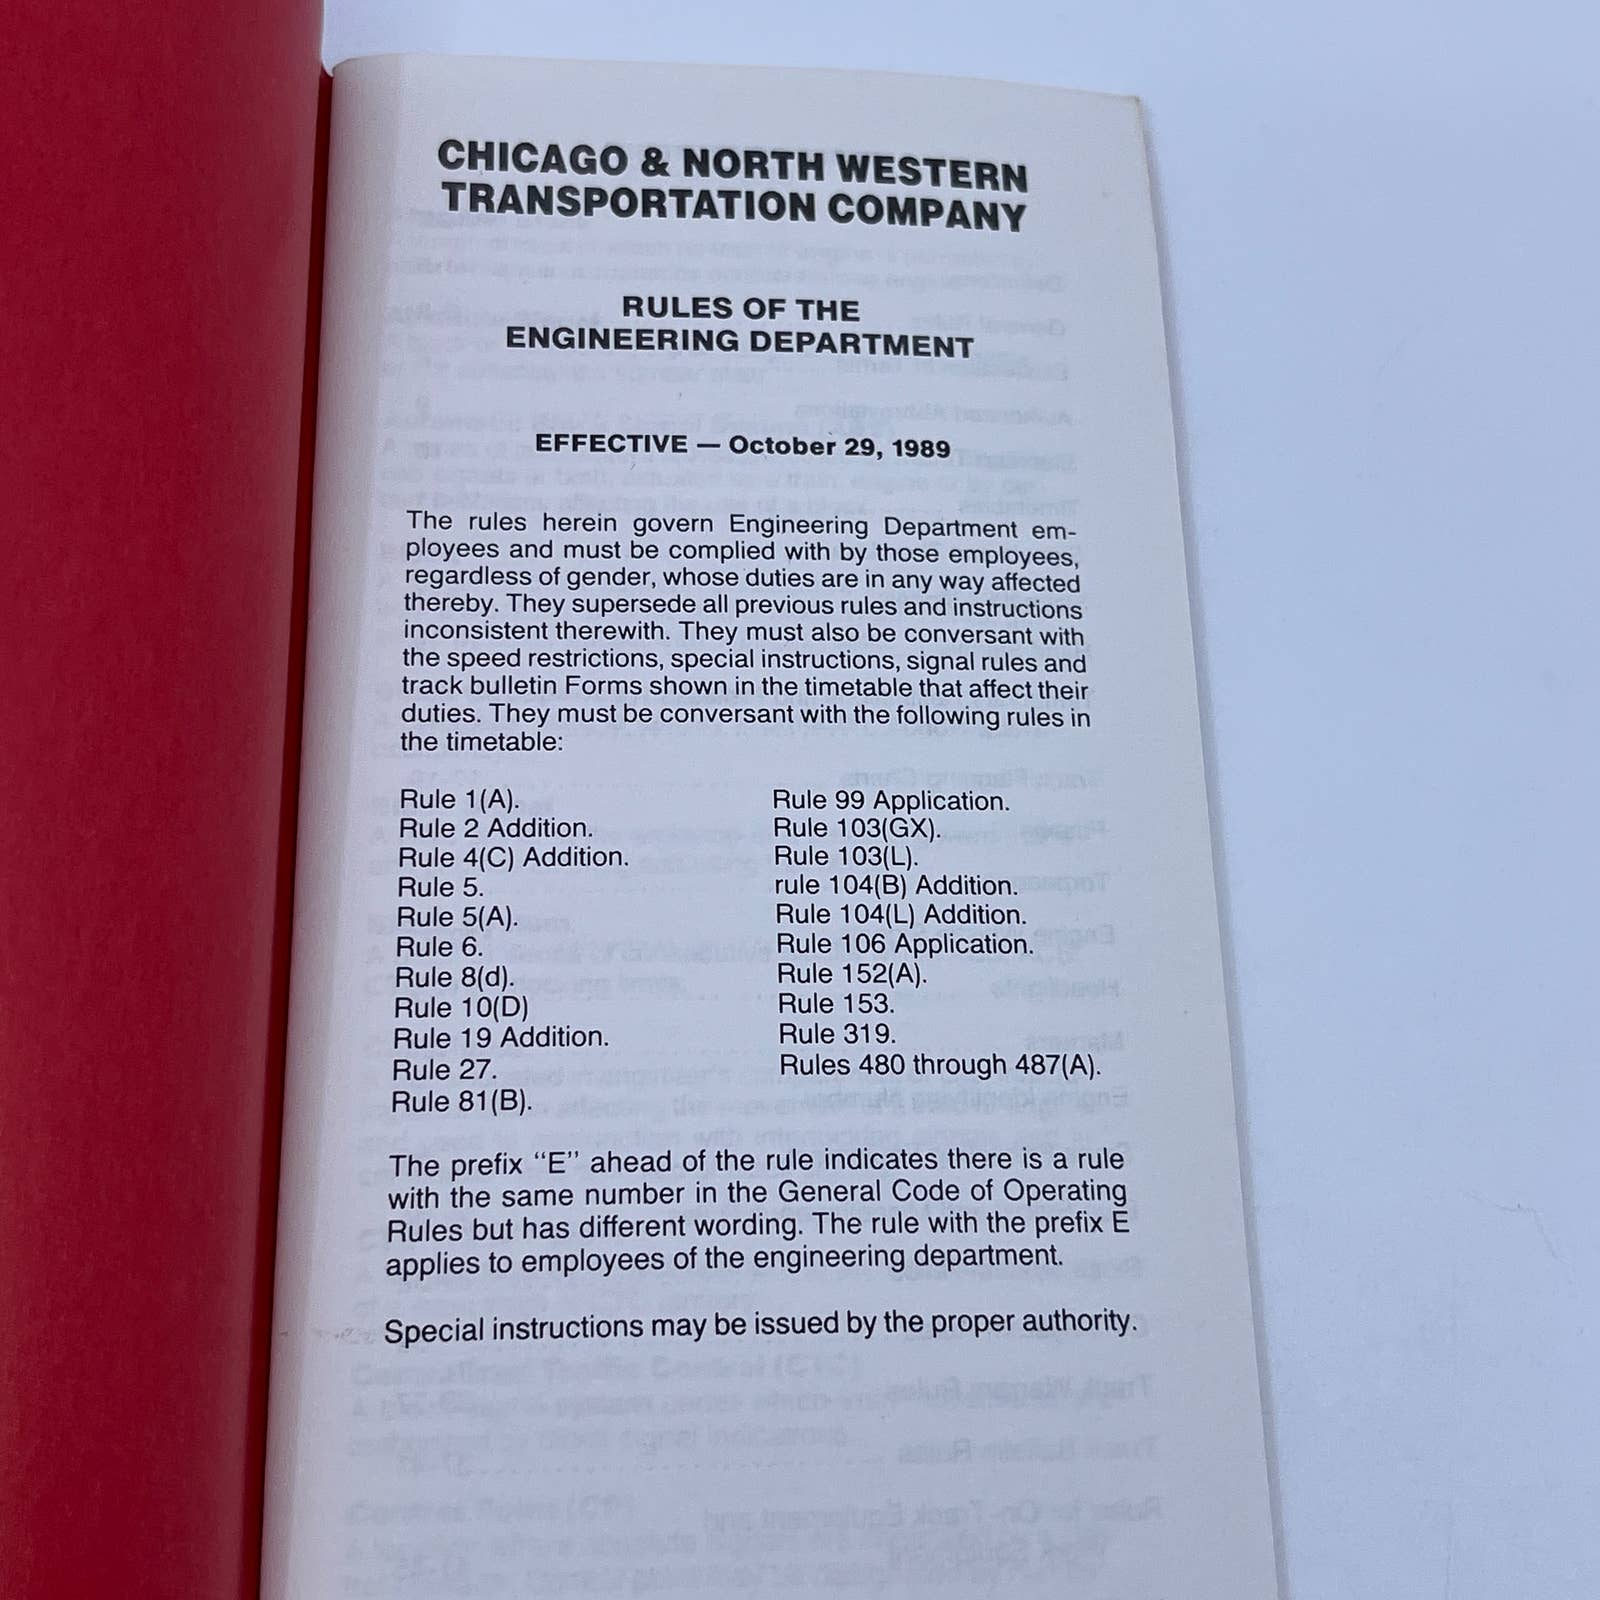 CHICAGO & NORTH WESTERN
TRANSPORTATION COMPANY
RULES OF THE
ENGINEERING DEPARTMENT
EFFECTIVE — October 29, 1989
The rules herein govern Engineering Department em-
ployees and must be complied with by those employees,
regardless of gender, whose duties are in any way affected
thereby. They supersede all previous rules and instructions
inconsistent therewith. They must also be conversant with
the speed restrictions, special instructions, signal rules and
track bulletin Forms shown in the timetable that affect their
duties. They must be conversant with the following rules in
the timetable:
Rule 1(A).
Rule 2 Addition.
Rule 4(C) Addition.
Rule 5.
Rule 5(A).
Rule 6.
Rule 8(d).
Rule 10(D)
Rule 19 Addition.
Rule 27.
Rule 81(B).
Rule 99 Application.
Rule 103(GX).
Rule 103(L).
rule 104(B) Addition.
Rule 104(L) Addition.
Rule 106 Application.
Rule 152(A).
Rule 153.
Rule 319.
Rules 480 through 487(A).
The prefix “E” ahead of the rule indicates there is a rule
with the same number in the General Code of Operating
Rules but has different wording. The rule with the prefix E
applies to employees of the engineering department.
Special instructions may be issued by the proper authority.